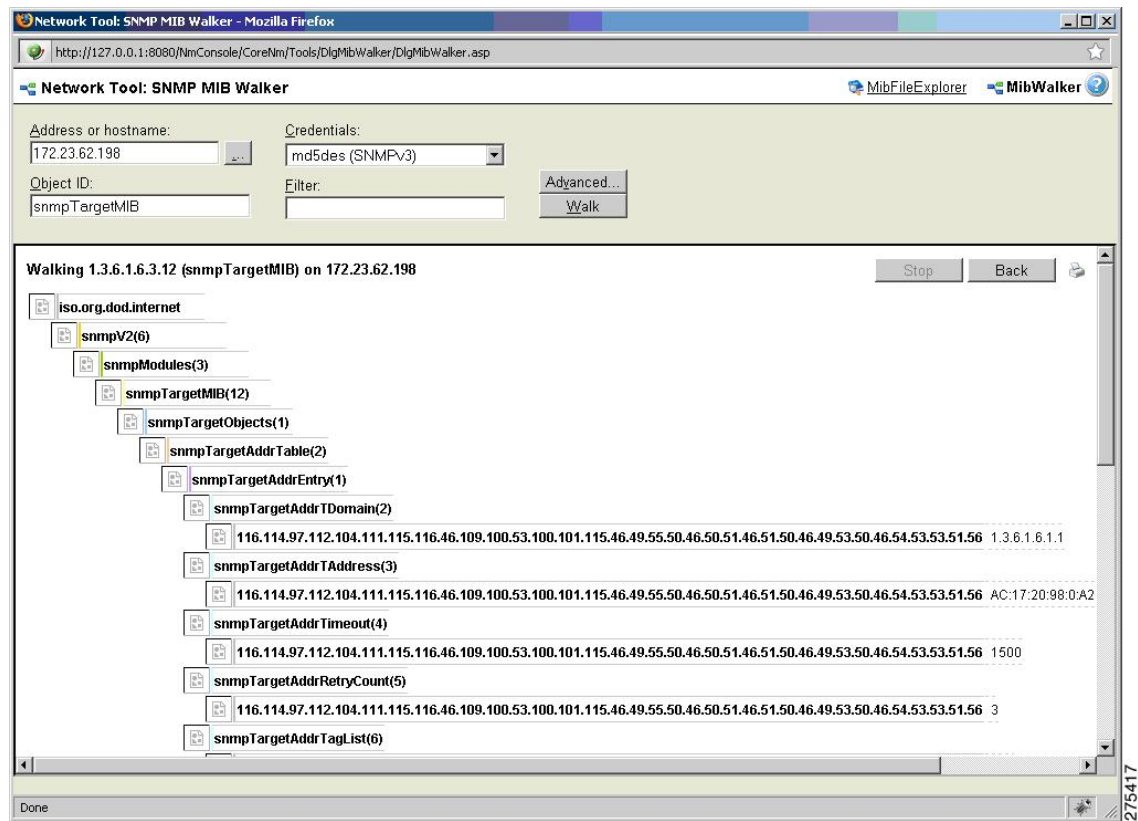 Network Tool: SNMP MIB Walker - Mozilla Firefox
http://127.0.0.1:8080/NmConsole/CoreNm/Tools/DlgMibWalker/DlgMibWalker.asp
Network Tool: SNMP MIB Walker MibFileExplorer MibWalker ?
Address or hostname: Credentials:
172.23.62.198 ... md5des (SNMPv3)
Object ID: Filter: Advanced...
snmpTargetMIB Walk
Walking 1.3.6.1.6.3.12 (snmpTargetMIB) on 172.23.62.198 Stop Back
iso.org.dod.internet
snmpV2(6)
snmpModules(3)
snmpTargetMIB(12)
snmpTargetObjects(1)
snmpTargetAddrTable(2)
snmpTargetAddrEntry(1)
snmpTargetAddrTDomain(2)
116.114.97.112.104.111.115.116.46.109.100.53.100.101.115.46.49.55.50.46.50.51.46.51.50.46.49.53.50.46.54.53.53.51.56 1.3.6.1.6.1.1
snmpTargetAddrTAddress(3)
116.114.97.112.104.111.115.116.46.109.100.53.100.101.115.46.49.55.50.46.50.51.46.51.50.46.49.53.50.46.54.53.53.51.56 AC:17:20:98:0:A2
snmpTargetAddrTimeout(4)
116.114.97.112.104.111.115.116.46.109.100.53.100.101.115.46.49.55.50.46.50.51.46.51.50.46.49.53.50.46.54.53.53.51.56 1500
snmpTargetAddrRetryCount(5)
116.114.97.112.104.111.115.116.46.109.100.53.100.101.115.46.49.55.50.46.50.51.46.51.50.46.49.53.50.46.54.53.53.51.56 3
snmpTargetAddrTagList(6)
Done
275417